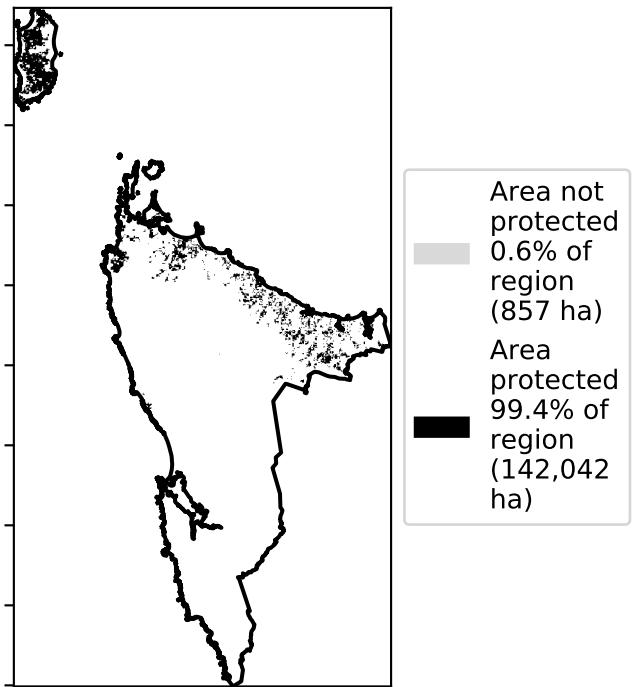 Area not
protected
0.6% of
region
(857 ha)
Area
protected
99.4% of
region
(142,042
ha)